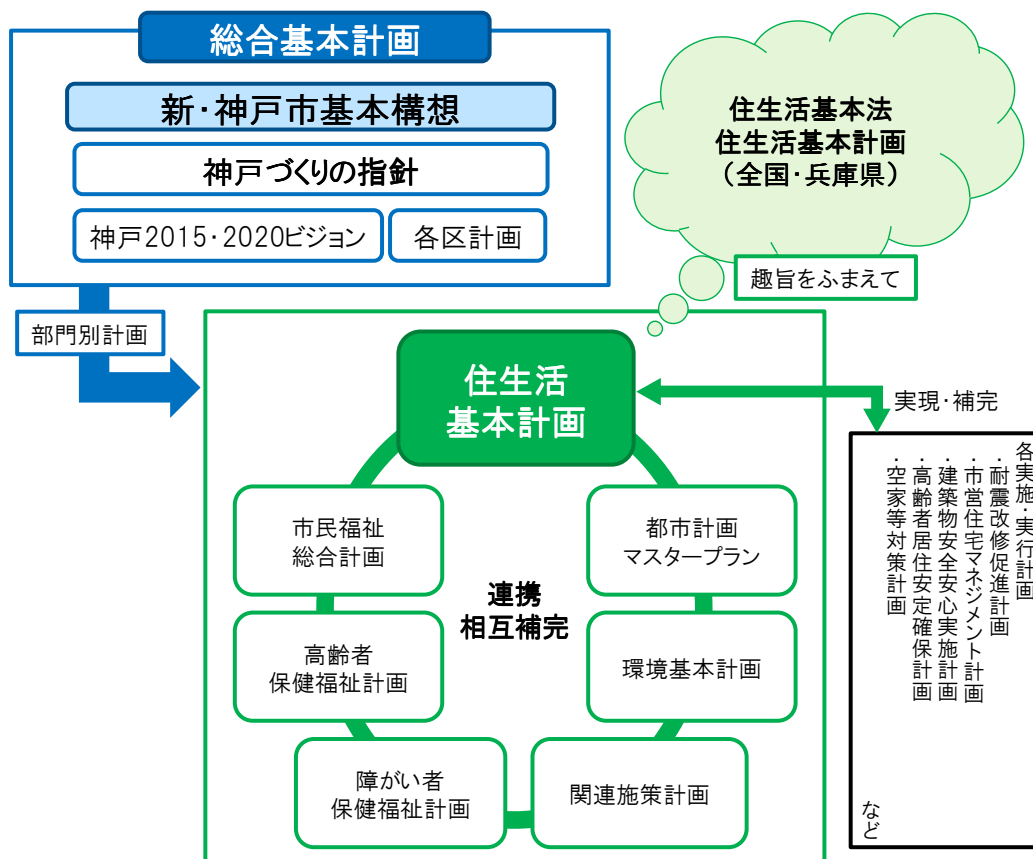 総合基本計画
新・神戸市基本構想
神戸づくりの指針
神戸2015・2020ビジョン
各区計画
住生活基本法
住生活基本計画
（全国・兵庫県）
趣旨をふまえて
部門別計画
住生活
基本計画
実現・補完
市民福祉
総合計画
都市計画
マスタープラン
連携
相互補完
高齢者
保健福祉計画
環境基本計画
障がい者
保健福祉計画
関連施策計画
各実施・実行計画
・耐震改修促進計画
・市営住宅マネジメント計画
・建築物安全安心実施計画
・高齢者居住安定確保計画
・空家等対策計画
など